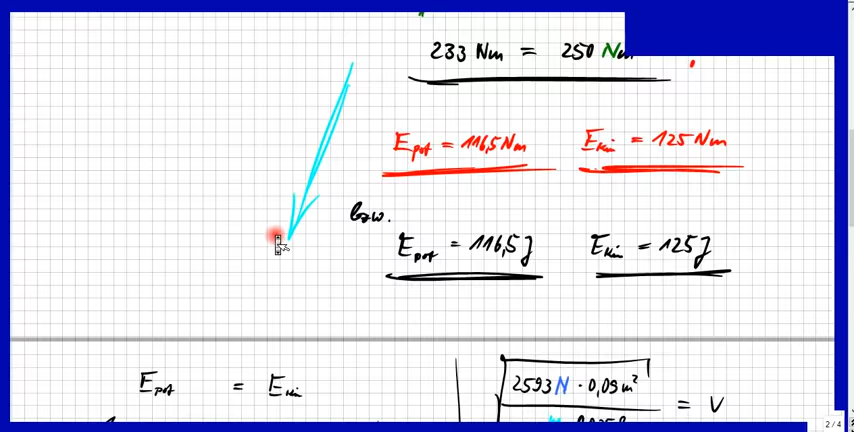 233 Nm = 250 Nm
E_pot = 116,5 Nm E_kin = 125 Nm
bzw.
E_pot = 116,5 J E_kin = 125 J
E_pot = E_kin
2593 N · 0,09 m² = v
2 / 4